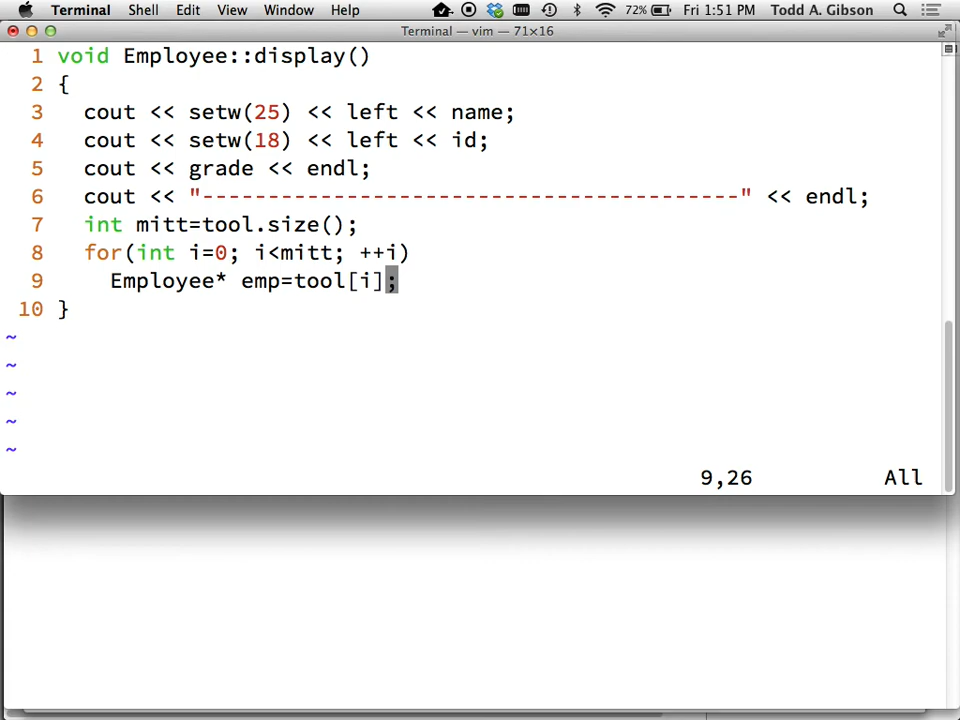 Terminal Shell Edit View Window Help 72% Fri 1:51 PM Todd A. Gibson
Terminal — vim — 71×16
1 void Employee::display()
2 {
3   cout << setw(25) << left << name;
4   cout << setw(18) << left << id;
5   cout << grade << endl;
6   cout << "-----------------------------------------" << endl;
7   int mitt=tool.size();
8   for(int i=0; i<mitt; ++i)
9     Employee* emp=tool[i];
10 }
~
~
~
~
~
9,26 All